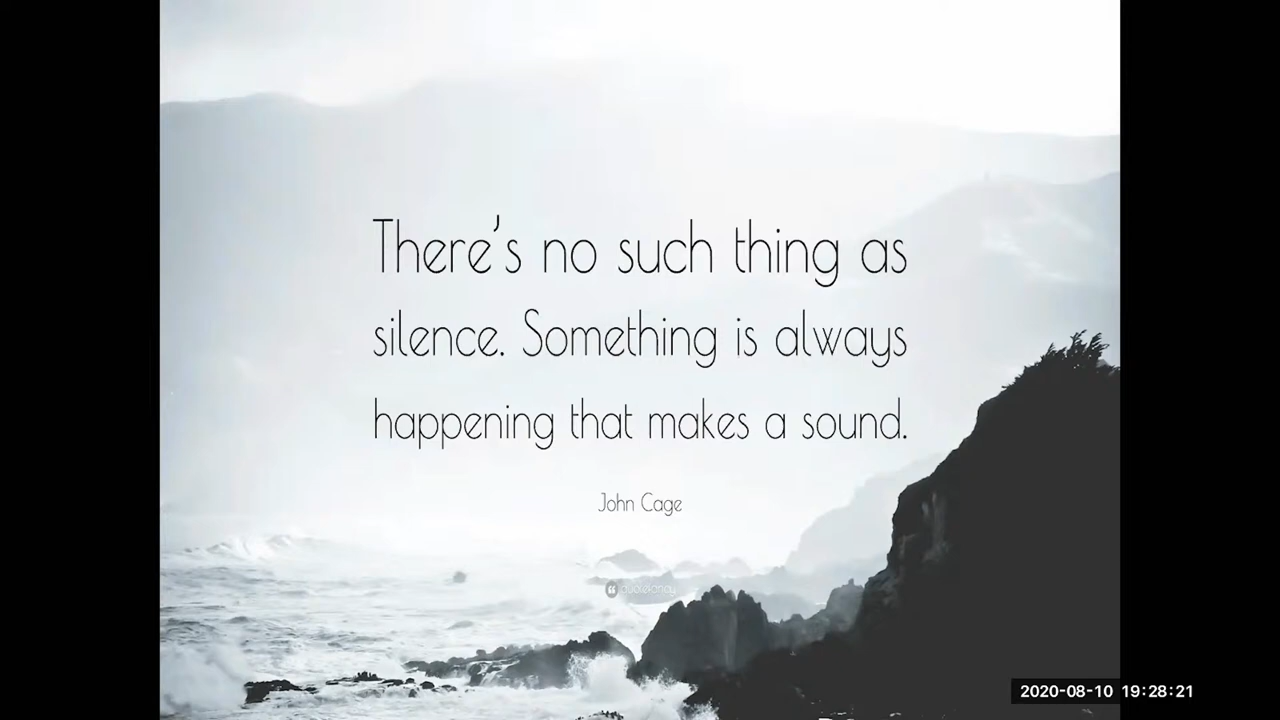 There's no such thing as
silence. Something is always
happening that makes a sound.
John Cage
quotefancy
2020-08-10 19:28:21